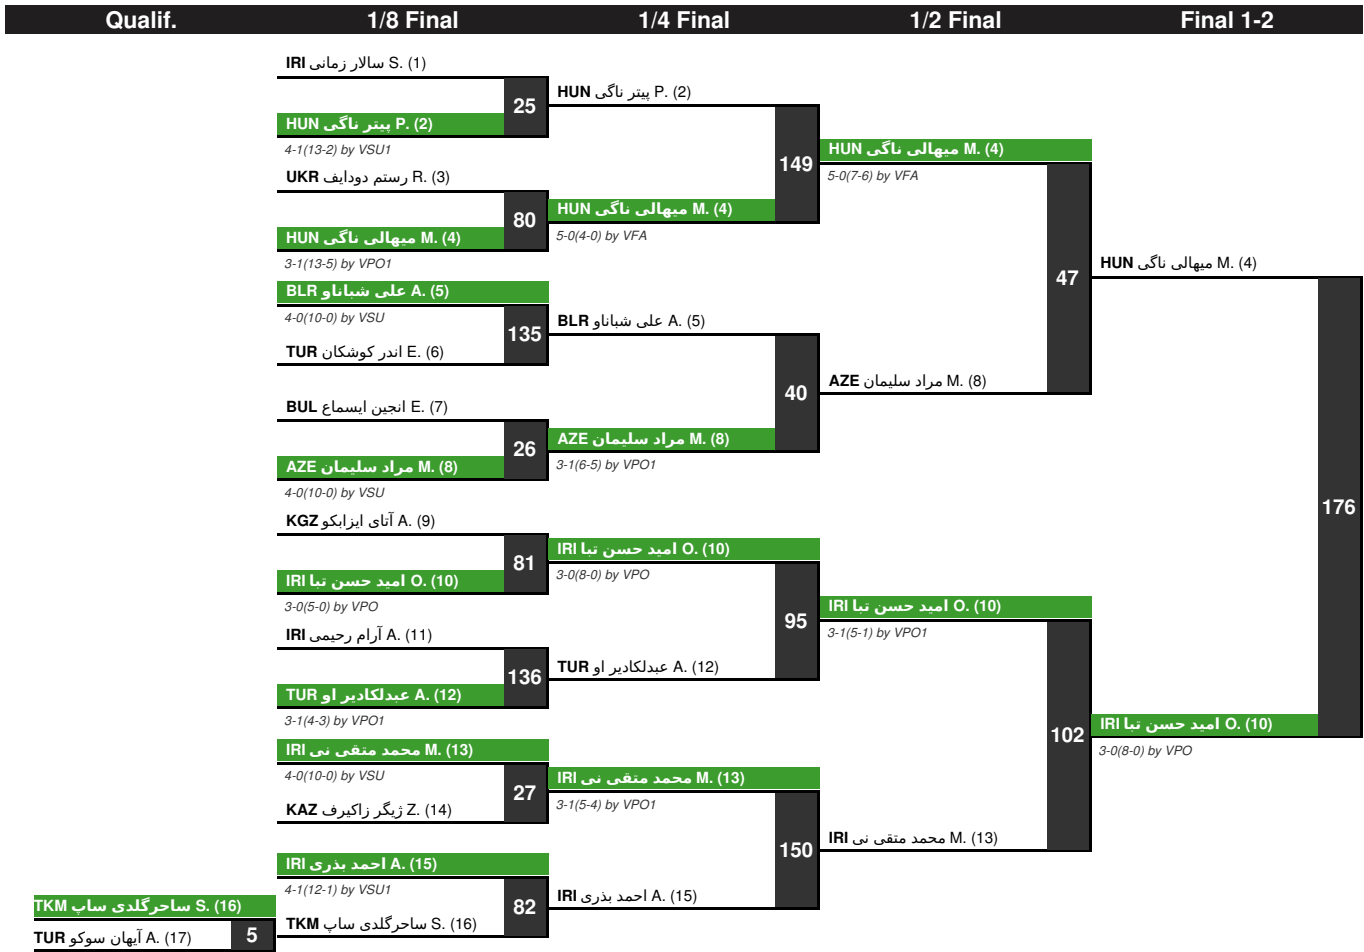 Qualif. 1/8 Final 1/4 Final 1/2 Final Final 1-2
IRI سالار زمانی S. (1)
25
HUN پیتر ناگی P. (2)
4-1(13-2) by VSU1
UKR رستم دودایف R. (3)
80
HUN میهالی ناگی M. (4)
3-1(13-5) by VPO1
BLR علی شباناو A. (5)
4-0(10-0) by VSU
135
TUR اندر کوشکان E. (6)
BUL انجین ایسماع E. (7)
26
AZE مراد سلیمان M. (8)
4-0(10-0) by VSU
KGZ آتای ایزابکو A. (9)
81
IRI امید حسن تبا O. (10)
3-0(5-0) by VPO
IRI آرام رحیمی A. (11)
136
TUR عبدلکادیر او A. (12)
3-1(4-3) by VPO1
IRI محمد متقی نی M. (13)
4-0(10-0) by VSU
27
KAZ ژیگر زاکیرف Z. (14)
IRI احمد بذری A. (15)
4-1(12-1) by VSU1
82
TKM ساحرگلدی ساپ S. (16)
TKM ساحرگلدی ساپ S. (16)
5
TUR آیهان سوکو A. (17)
HUN پیتر ناگی P. (2)
149
HUN میهالی ناگی M. (4)
5-0(4-0) by VFA
BLR علی شباناو A. (5)
40
AZE مراد سلیمان M. (8)
3-1(6-5) by VPO1
IRI امید حسن تبا O. (10)
3-0(8-0) by VPO
95
TUR عبدلکادیر او A. (12)
IRI محمد متقی نی M. (13)
3-1(5-4) by VPO1
150
IRI احمد بذری A. (15)
HUN میهالی ناگی M. (4)
5-0(7-6) by VFA
47
AZE مراد سلیمان M. (8)
IRI امید حسن تبا O. (10)
3-1(5-1) by VPO1
102
IRI محمد متقی نی M. (13)
HUN میهالی ناگی M. (4)
176
IRI امید حسن تبا O. (10)
3-0(8-0) by VPO